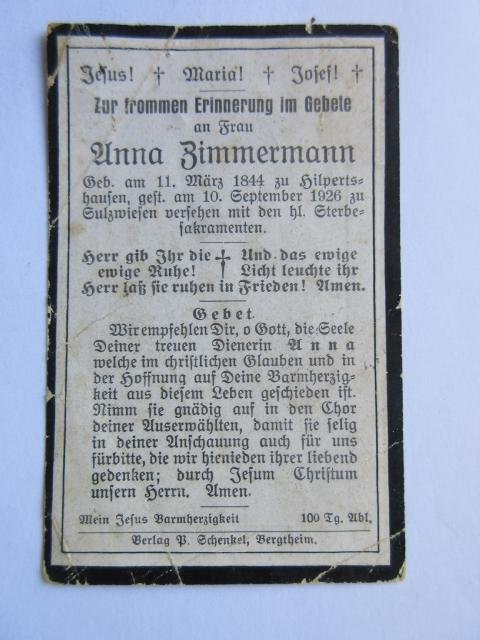 Jesus! † Maria! † Josef! †
Zur frommen Erinnerung im Gebete
an Frau
Anna Zimmermann
Geb. am 11. März 1844 zu Hilperts-
hausen, gest. am 10. September 1926 zu
Sulzwiesen versehen mit den hl. Sterbe-
sakramenten.
Herr gib Ihr die † Und das ewige
ewige Ruhe! Licht leuchte ihr
Herr laß sie ruhen in Frieden! Amen.
Gebet.
Wir empfehlen Dir, o Gott, die Seele
Deiner treuen Dienerin Anna
welche im christlichen Glauben und in
der Hoffnung auf Deine Barmherzig-
keit aus diesem Leben geschieden ist.
Nimm sie gnädig auf in den Chor
deiner Auserwählten, damit sie selig
in deiner Anschauung auch für uns
fürbitte, die wir hienieden ihrer liebend
gedenken; durch Jesum Christum
unsern Herrn. Amen.
Mein Jesus Barmherzigkeit 100 Tg. Abl.
Verlag P. Schenkel, Bergtheim.